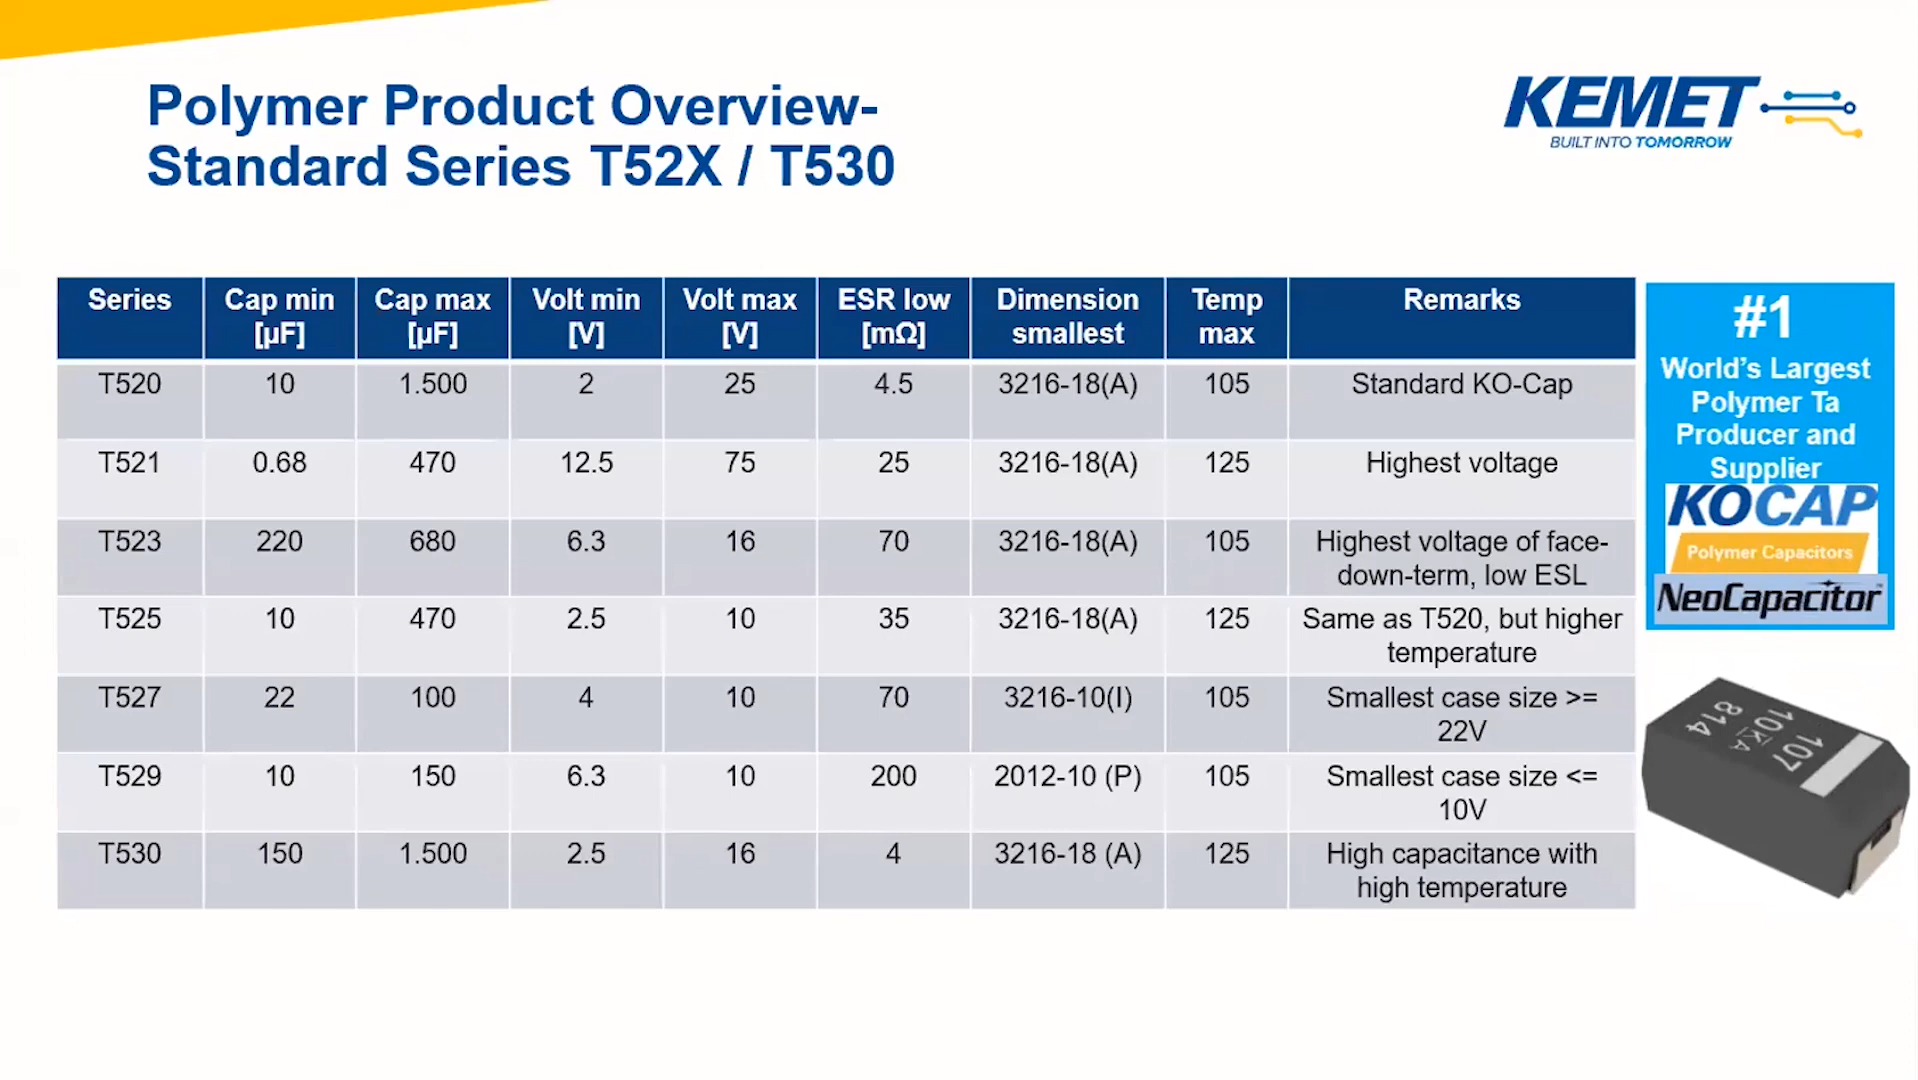 Polymer Product Overview-
Standard Series T52X / T530
KEMET
BUILT INTO TOMORROW
Series Cap min [µF] Cap max [µF] Volt min [V] Volt max [V] ESR low [mΩ] Dimension smallest Temp max Remarks
T520 10 1.500 2 25 4.5 3216-18(A) 105 Standard KO-Cap
T521 0.68 470 12.5 75 25 3216-18(A) 125 Highest voltage
T523 220 680 6.3 16 70 3216-18(A) 105 Highest voltage of face-
down-term, low ESL
T525 10 470 2.5 10 35 3216-18(A) 125 Same as T520, but higher
temperature
T527 22 100 4 10 70 3216-10(I) 105 Smallest case size >=
22V
T529 10 150 6.3 10 200 2012-10 (P) 105 Smallest case size <=
10V
T530 150 1.500 2.5 16 4 3216-18 (A) 125 High capacitance with
high temperature
#1
World's Largest
Polymer Ta
Producer and
Supplier
KOCAP
Polymer Capacitors
NeoCapacitor
107
10KA
814